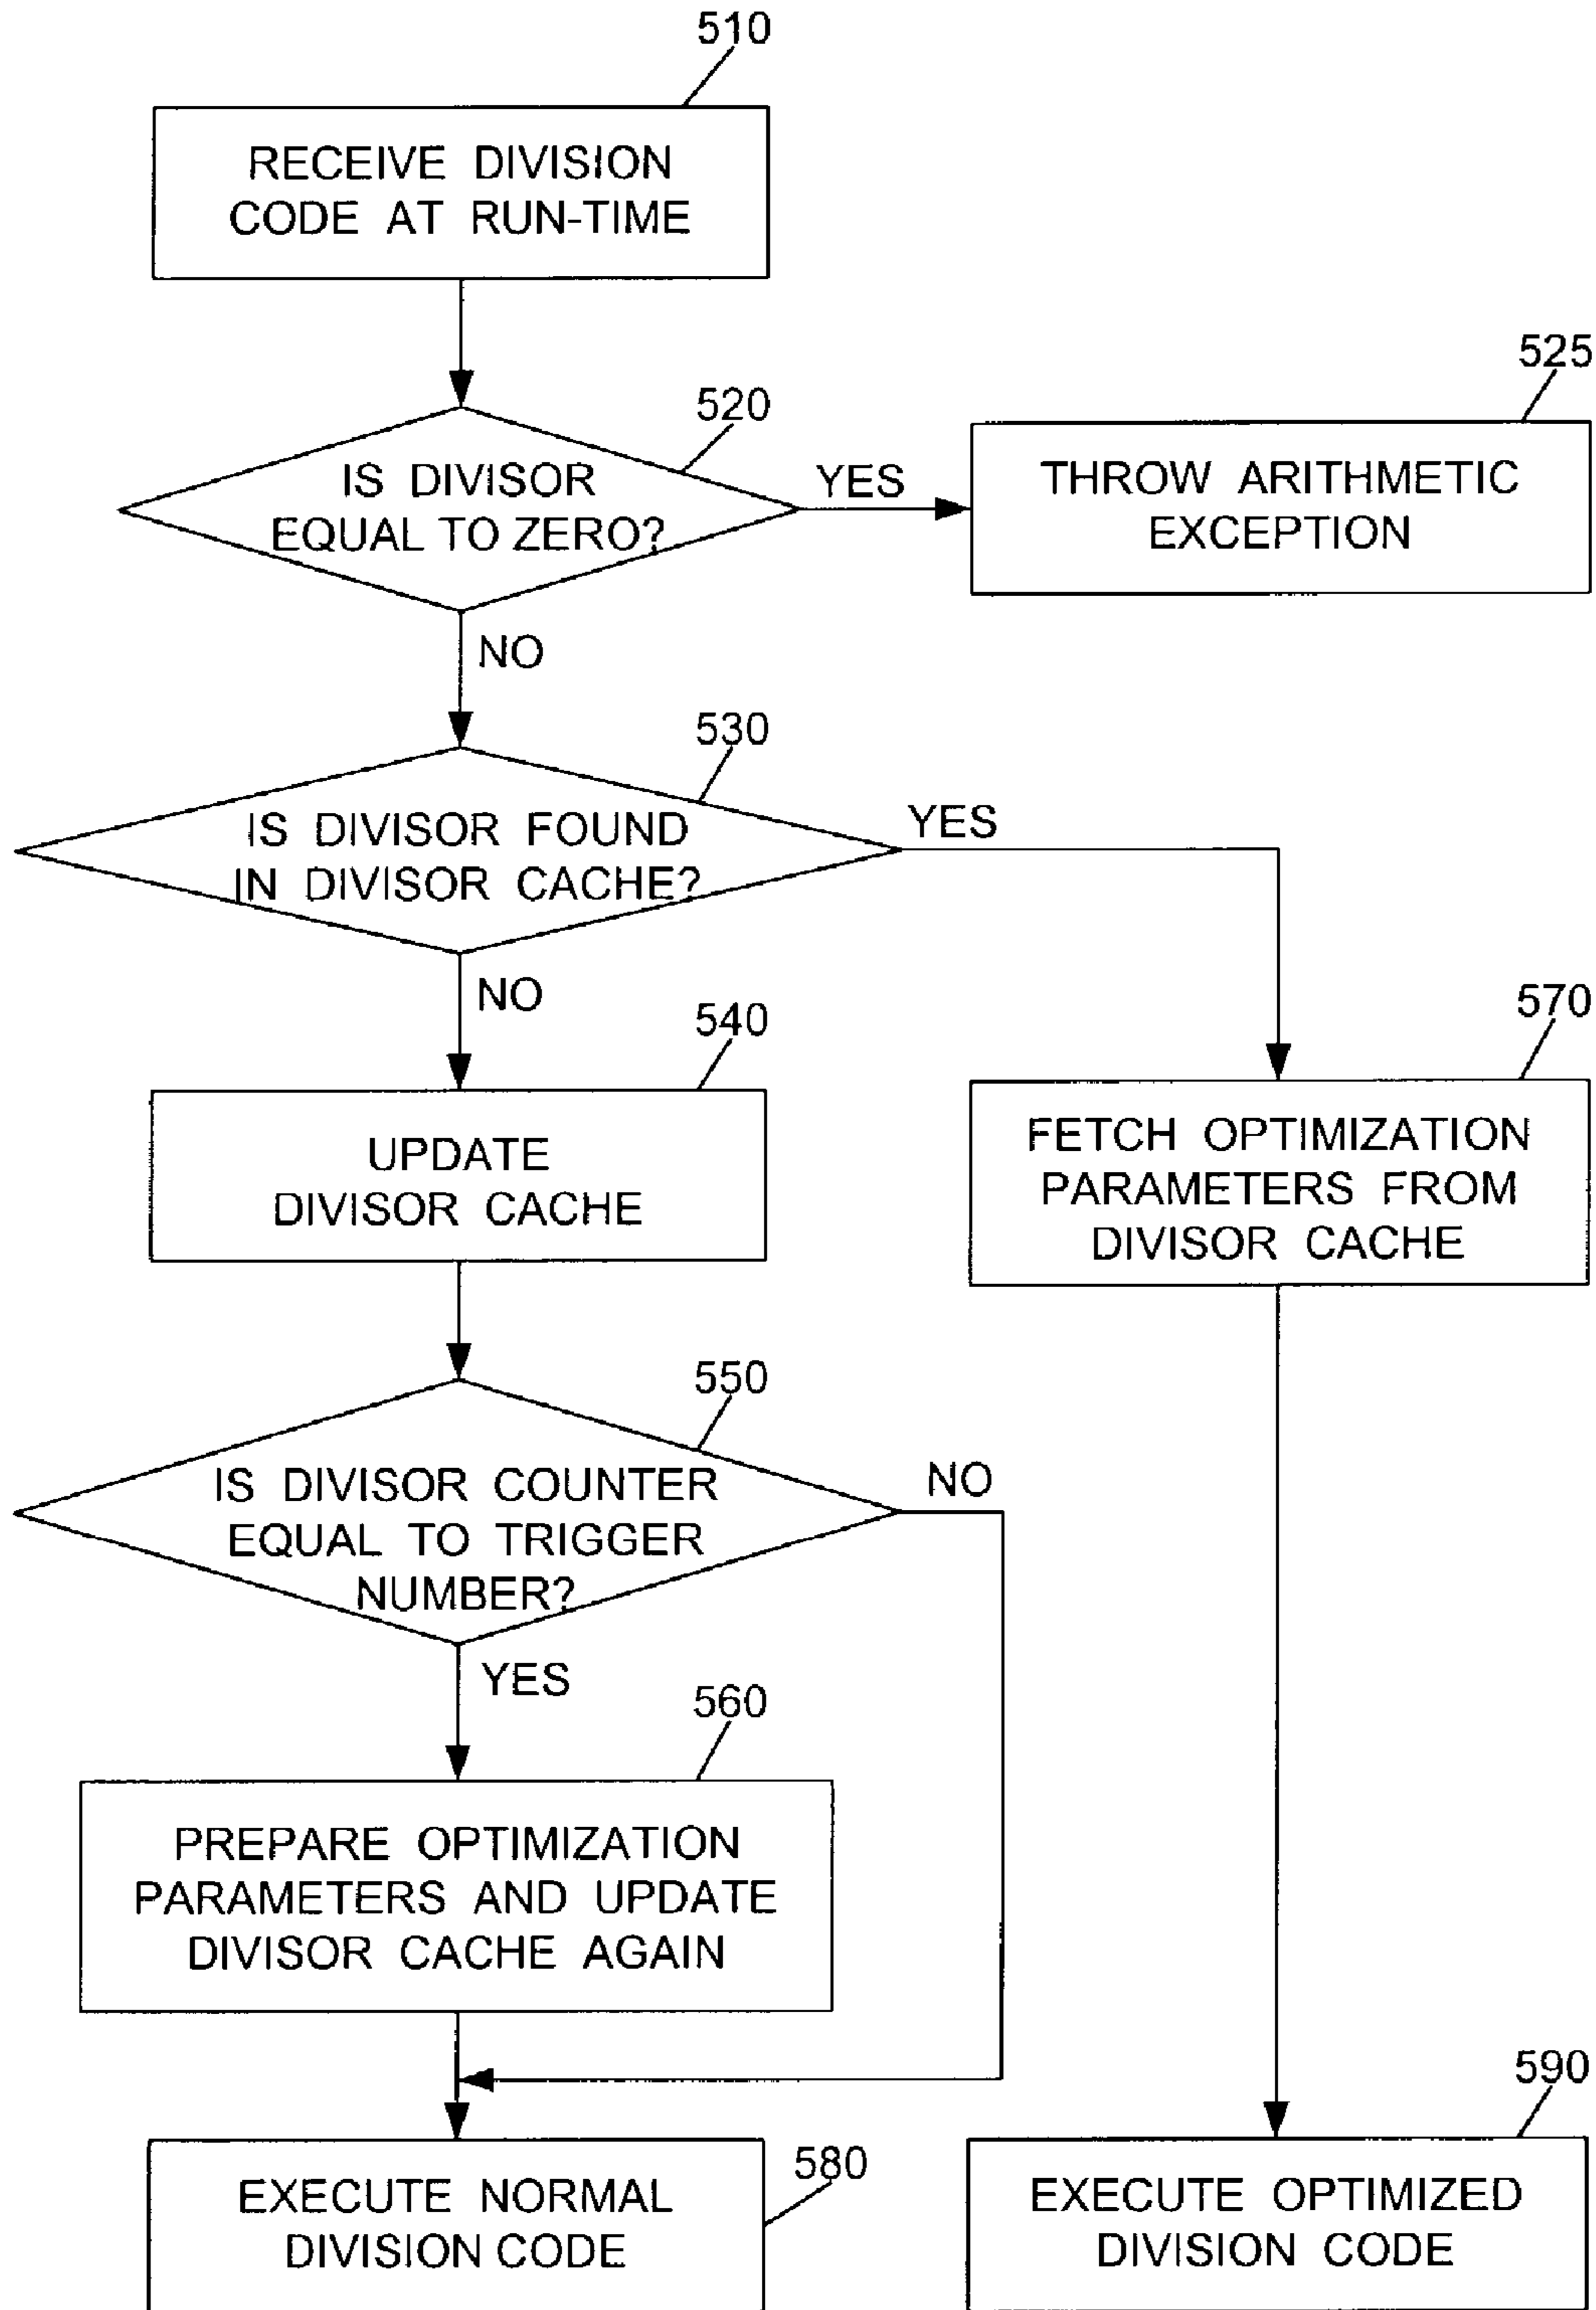 510
RECEIVE DIVISION
CODE AT RUN-TIME
520
IS DIVISOR
EQUAL TO ZERO?
YES
525
THROW ARITHMETIC
EXCEPTION
NO
530
IS DIVISOR FOUND
IN DIVISOR CACHE?
YES
NO
540
UPDATE
DIVISOR CACHE
570
FETCH OPTIMIZATION
PARAMETERS FROM
DIVISOR CACHE
550
IS DIVISOR COUNTER
EQUAL TO TRIGGER
NUMBER?
NO
YES
560
PREPARE OPTIMIZATION
PARAMETERS AND UPDATE
DIVISOR CACHE AGAIN
580
EXECUTE NORMAL
DIVISION CODE
590
EXECUTE OPTIMIZED
DIVISION CODE